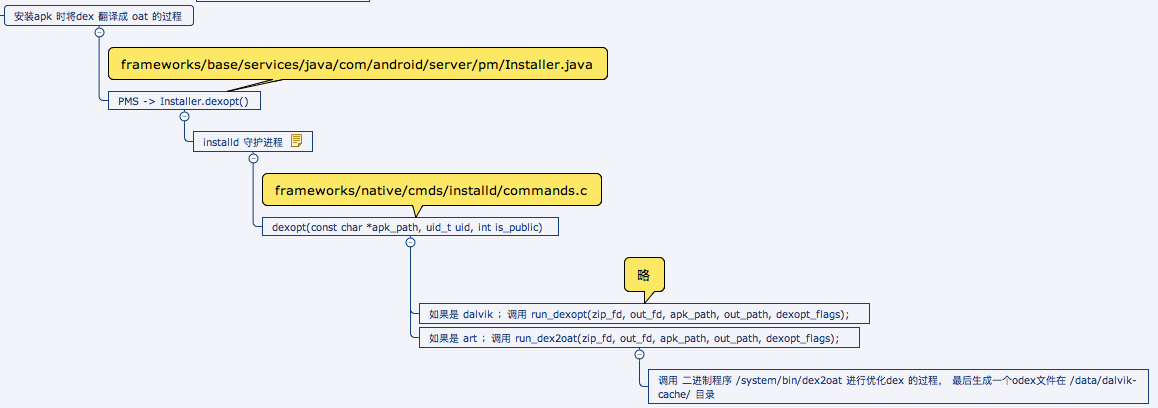 安装apk 时将dex 翻译成 oat 的过程
frameworks/base/services/java/com/android/server/pm/Installer.java
PMS -> Installer.dexopt()
installd 守护进程
frameworks/native/cmds/installd/commands.c
dexopt(const char *apk_path, uid_t uid, int is_public)
略
如果是 dalvik ；调用 run_dexopt(zip_fd, out_fd, apk_path, out_path, dexopt_flags);
如果是 art ；调用 run_dex2oat(zip_fd, out_fd, apk_path, out_path, dexopt_flags);
调用 二进制程序 /system/bin/dex2oat 进行优化dex 的过程， 最后生成一个odex文件在 /data/dalvik-
cache/ 目录